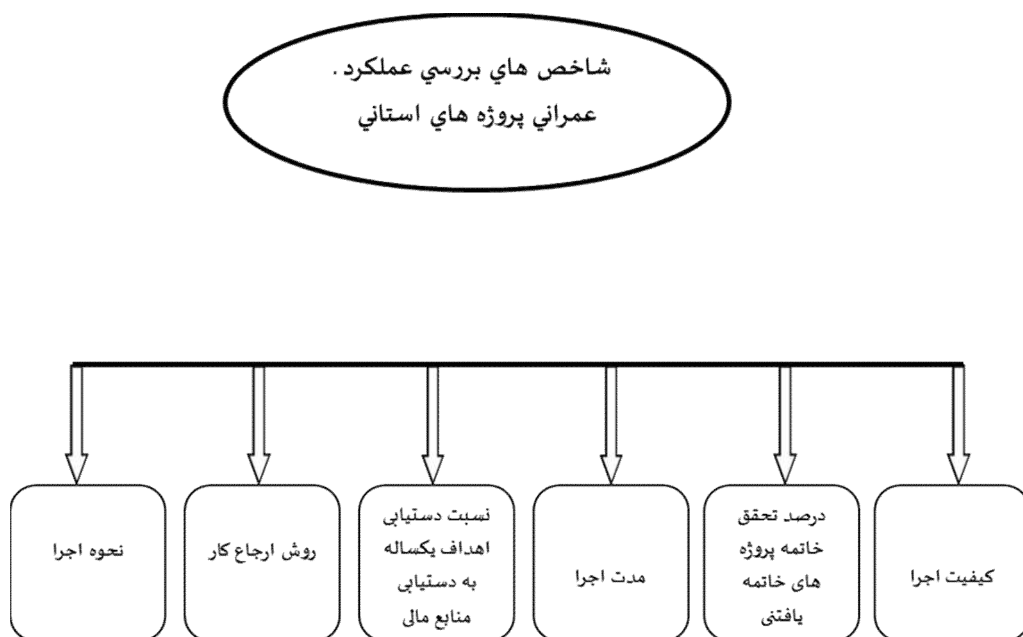 شاخص هاي بررسي عملكرد .
عمراني پروژه هاي استاني
کیفیت اجرا
درصد تحقق
خاتمه پروژه
های خاتمه
یافتنی
مدت اجرا
نسبت دستیابی
اهداف یکساله
به دستیابی
منابع مالی
روش ارجاع کار
نحوه اجرا